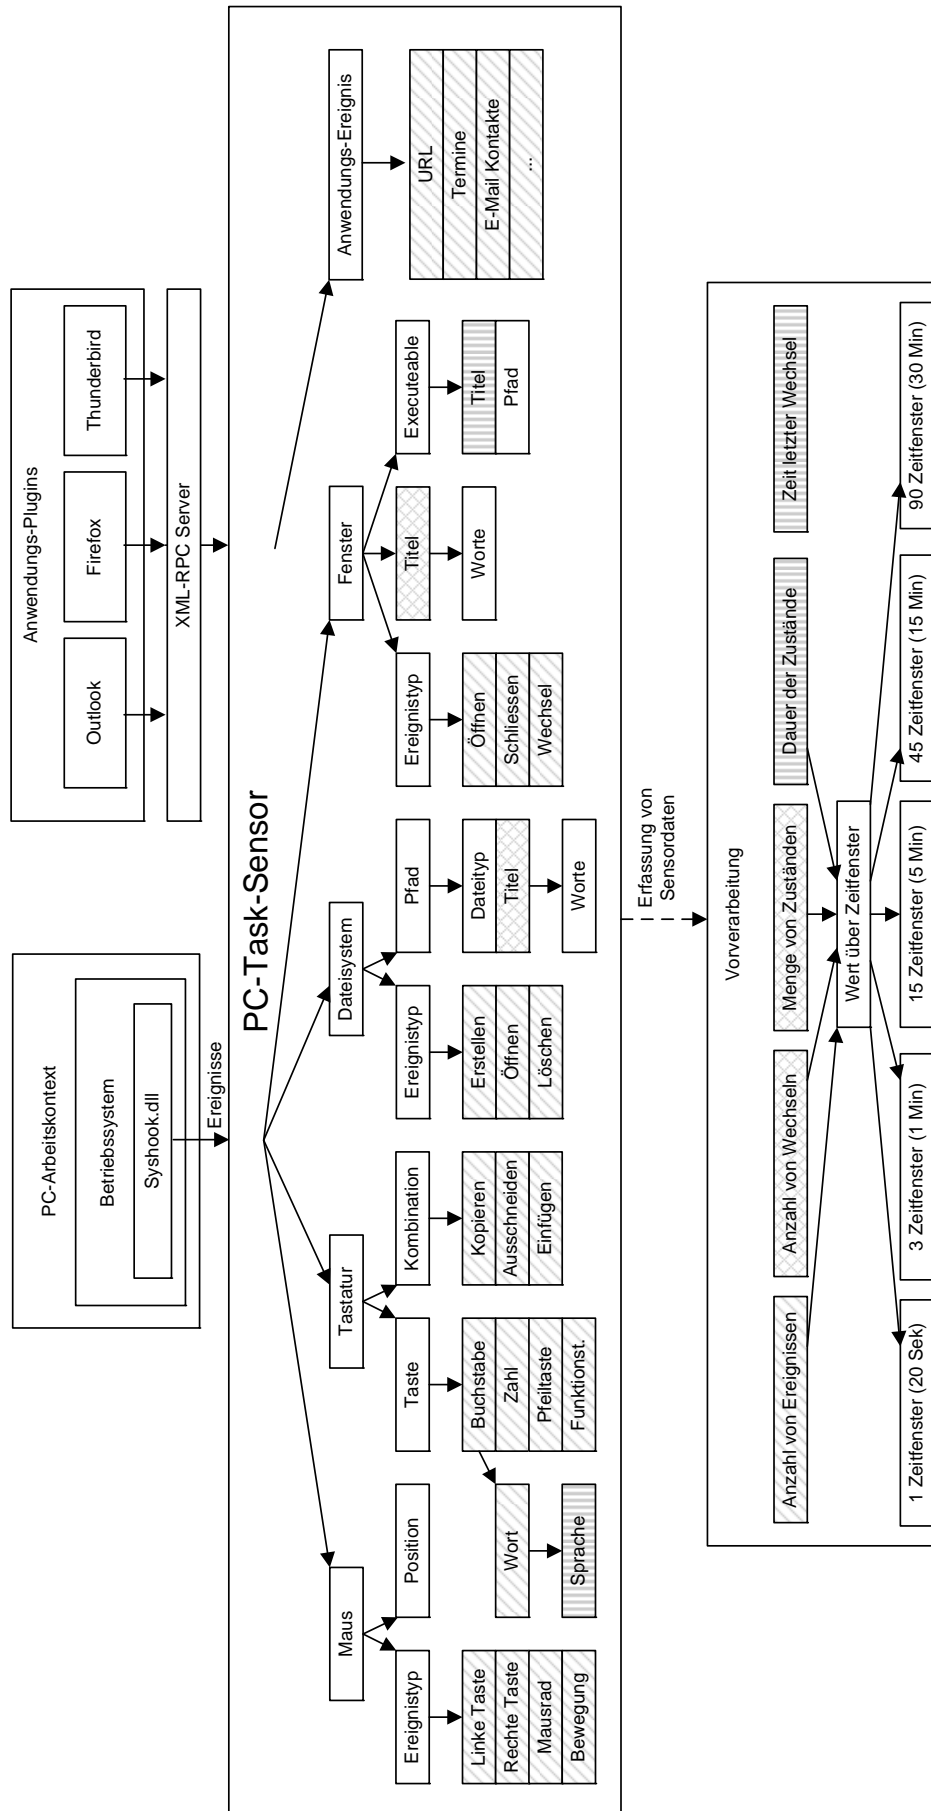 PC-Arbeitskontext
Betriebssystem
Syshook.dll
Ereignisse
Anwendungs-Plugins
Outlook
Firefox
Thunderbird
XML-RPC Server
PC-Task-Sensor
Maus
Tastatur
Dateisystem
Fenster
Anwendungs-Ereignis
Ereignistyp
Position
Taste
Kombination
Ereignistyp
Pfad
Ereignistyp
Titel
Executeable
Linke Taste
Rechte Taste
Mausrad
Bewegung
Wort
Sprache
Buchstabe
Zahl
Pfeiltaste
Funktionst.
Kopieren
Ausschneiden
Einfügen
Erstellen
Öffnen
Löschen
Dateityp
Titel
Worte
Öffnen
Schliessen
Wechsel
Worte
Titel
Pfad
URL
Termine
E-Mail Kontakte
...
Erfassung von
Sensordaten
Vorverarbeitung
Anzahl von Ereignissen
Anzahl von Wechseln
Menge von Zuständen
Dauer der Zustände
Zeit letzter Wechsel
Wert über Zeitfenster
1 Zeitfenster (20 Sek)
3 Zeitfenster (1 Min)
15 Zeitfenster (5 Min)
45 Zeitfenster (15 Min)
90 Zeitfenster (30 Min)